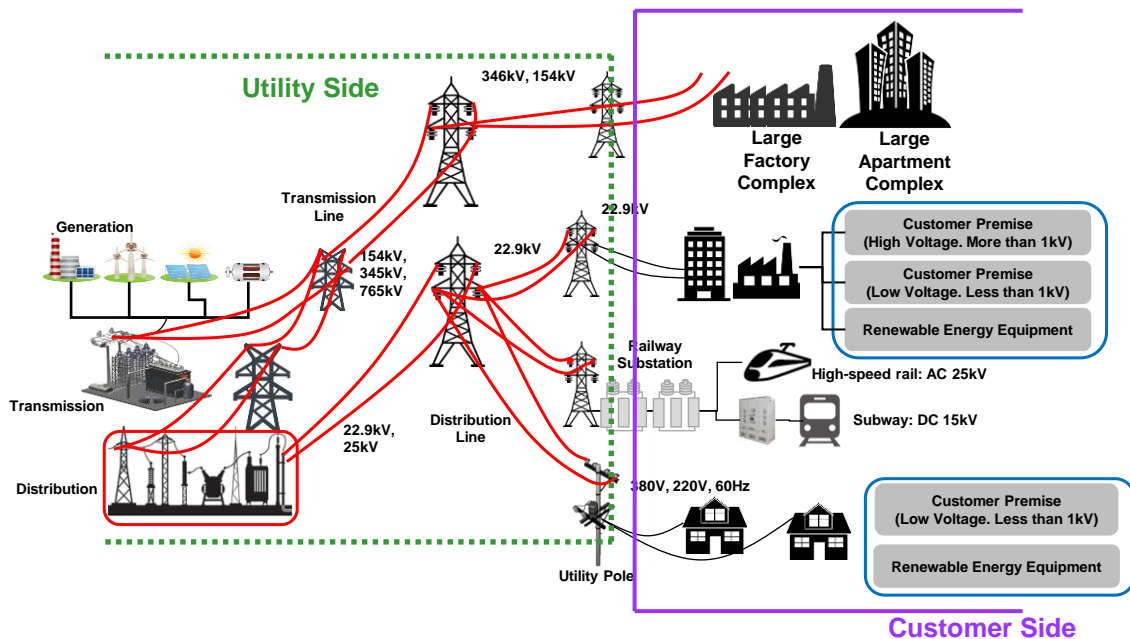 Utility Side
346kV, 154kV
Large
Factory
Complex
Large
Apartment
Complex
Transmission
Line
Generation
154kV,
345kV,
765kV
22.9kV
22.9kV
Customer Premise
(High Voltage. More than 1kV)
Customer Premise
(Low Voltage. Less than 1kV)
Renewable Energy Equipment
Railway
Substation
High-speed rail: AC 25kV
Transmission
Distribution
Line
22.9kV,
25kV
Subway: DC 15kV
Distribution
380V, 220V, 60Hz
Customer Premise
(Low Voltage. Less than 1kV)
Renewable Energy Equipment
Utility Pole
Customer Side